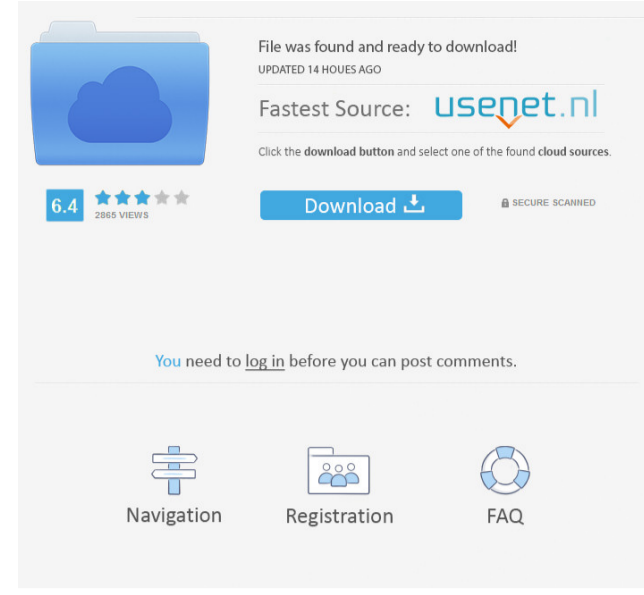 File was found and ready to download!
UPDATED 14 HOUES AGO
Fastest Source: usenet.nl
Click the download button and select one of the found cloud sources.
6.4
2865 VIEWS
Download
SECURE SCANNED
You need to log in before you can post comments.
Navigation
Registration
FAQ